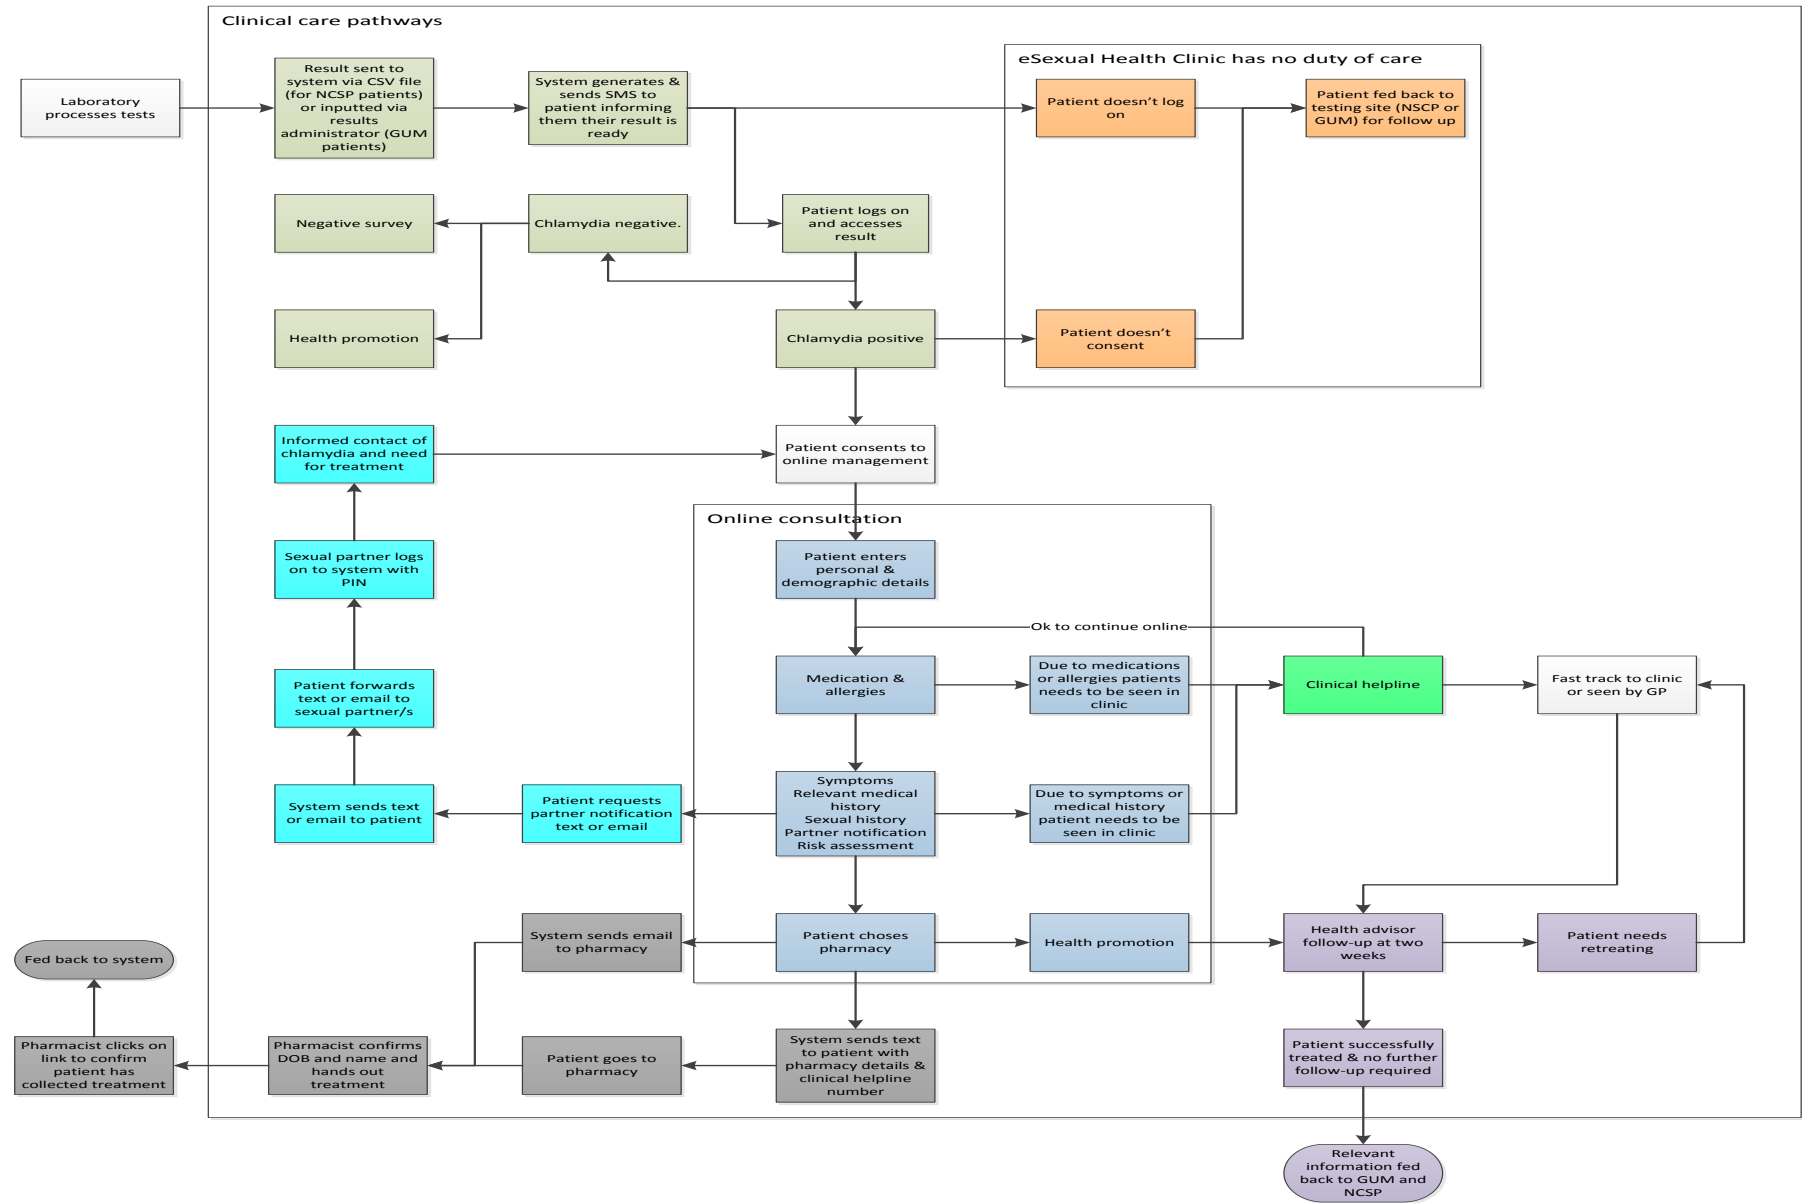 Clinical care pathways
eSexual Health Clinic has no duty of care
Laboratory
processes tests
Result sent to
system via CSV file
(for NCSP patients)
or inputted via
results
administrator (GUM
patients)
System generates &
sends SMS to
patient informing
them their result is
ready
Patient doesn't log
on
Patient fed back to
testing site (NSCP or
GUM) for follow up
Negative survey
Chlamydia negative.
Patient logs on
and accesses
result
Health promotion
Chlamydia positive
Patient doesn't
consent
Informed contact of
chlamydia and need
for treatment
Patient consents to
online management
Online consultation
Sexual partner logs
on to system with
PIN
Patient enters
personal &
demographic details
Ok to continue online
Patient forwards
text or email to
sexual partner/s
Medication &
allergies
Due to medications
or allergies patients
needs to be seen in
clinic
Clinical helpline
Fast track to clinic
or seen by GP
System sends text
or email to patient
Patient requests
partner notification
text or email
Symptoms
Relevant medical
history
Sexual history
Partner notification
Risk assessment
Due to symptoms or
medical history
patient needs to be
seen in clinic
Fed back to system
System sends email
to pharmacy
Patient choses
pharmacy
Health promotion
Health advisor
follow-up at two
weeks
Patient needs
retreating
Pharmacist clicks on
link to confirm
patient has
collected treatment
Pharmacist confirms
DOB and name and
hands out
treatment
Patient goes to
pharmacy
System sends text
to patient with
pharmacy details &
clinical helpline
number
Patient successfully
treated & no further
follow-up required
Relevant
information fed
back to GUM and
NCSP